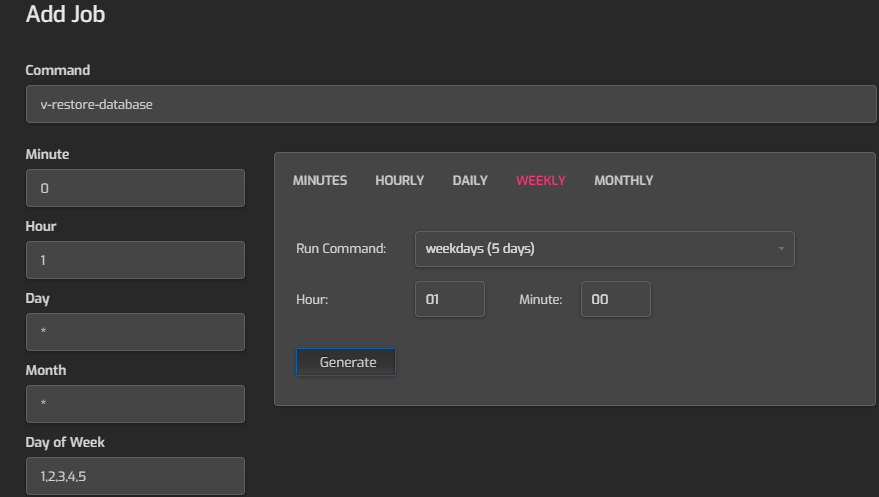 Add Job
Command
v-restore-database
Minute
0
Hour
1
Day
*
Month
*
Day of Week
1,2,3,4,5
MINUTES HOURLY DAILY WEEKLY MONTHLY
Run Command: weekdays (5 days)
Hour: 01 Minute: 00
Generate